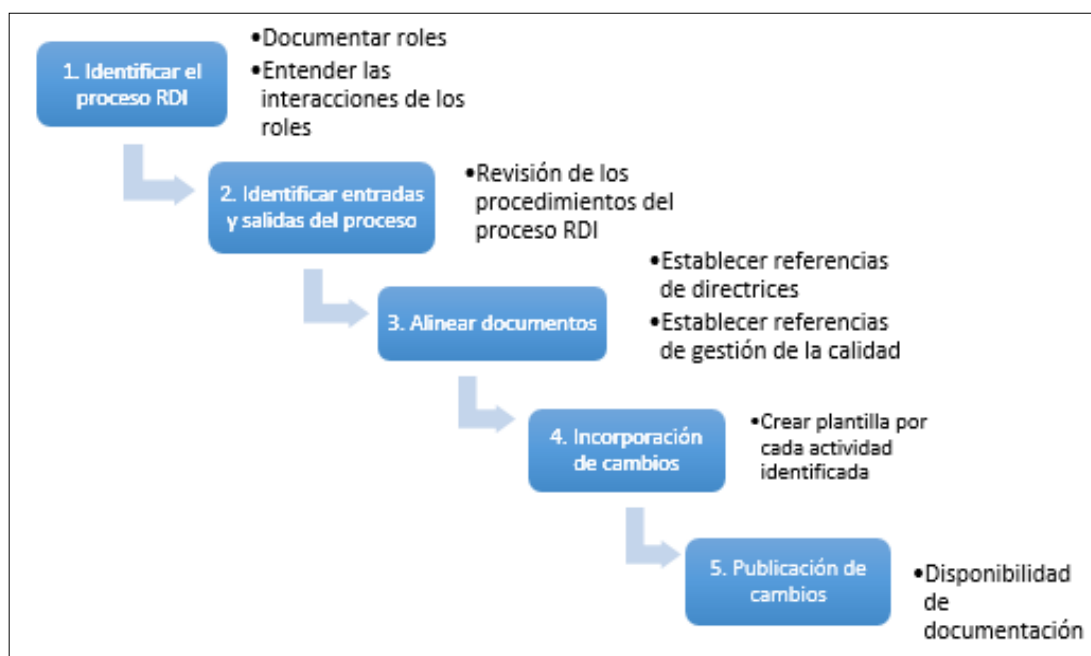 1. Identificar el
proceso RDI
•Documentar roles
•Entender las
interacciones de los
roles
2. Identificar entradas
y salidas del proceso
•Revisión de los
procedimientos del
proceso RDI
3. Alinear documentos
•Establecer referencias
de directrices
•Establecer referencias
de gestión de la calidad
4. Incorporación
de cambios
•Crear plantilla por
cada actividad
identificada
5. Publicación de
cambios
•Disponibilidad
de
documentación